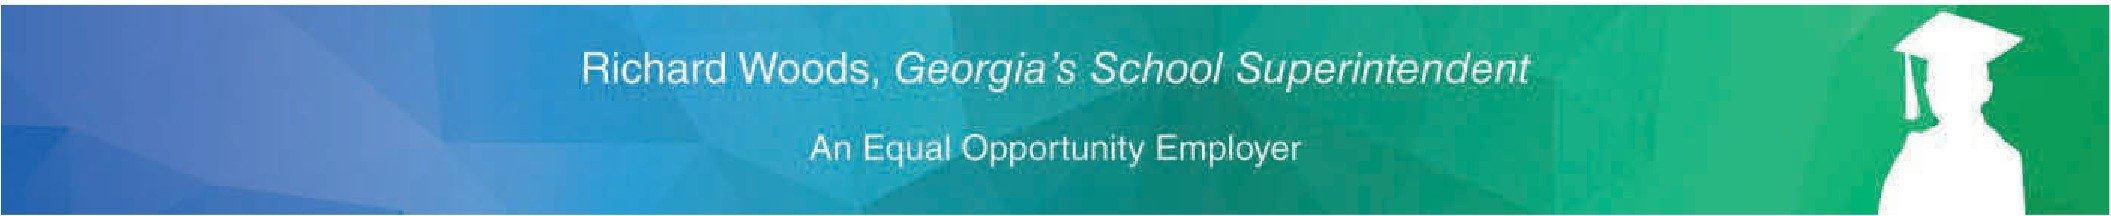 Richard Woods, Georgia's School Superintendent
An Equal Opportunity Employer